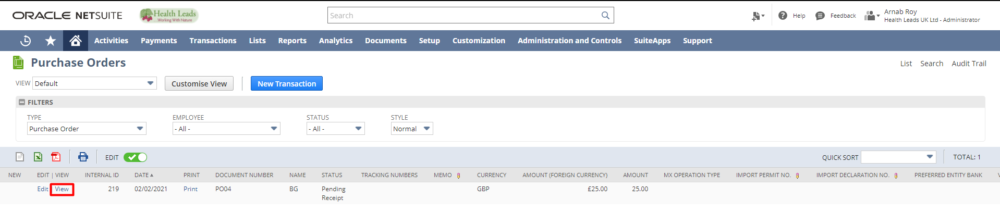 ORACLE NETSUITE
Health Leads
...Working With Nature
Search
Help
Feedback
Arnab Roy
Health Leads UK Ltd - Administrator
Activities Payments Transactions Lists Reports Analytics Documents Setup Customization Administration and Controls SuiteApps Support
Purchase Orders
List Search Audit Trail
VIEW Default Customise View New Transaction
FILTERS
TYPE EMPLOYEE STATUS STYLE
Purchase Order - All - - All - Normal
EDIT QUICK SORT TOTAL: 1
NEW EDIT | VIEW INTERNAL ID DATE PRINT DOCUMENT NUMBER NAME STATUS TRACKING NUMBERS MEMO CURRENCY AMOUNT (FOREIGN CURRENCY) AMOUNT MX OPERATION TYPE IMPORT PERMIT NO. IMPORT DECLARATION NO. PREFERRED ENTITY BANK
Edit View 219 02/02/2021 Print PO04 BG Pending GBP £25.00 25.00
Receipt